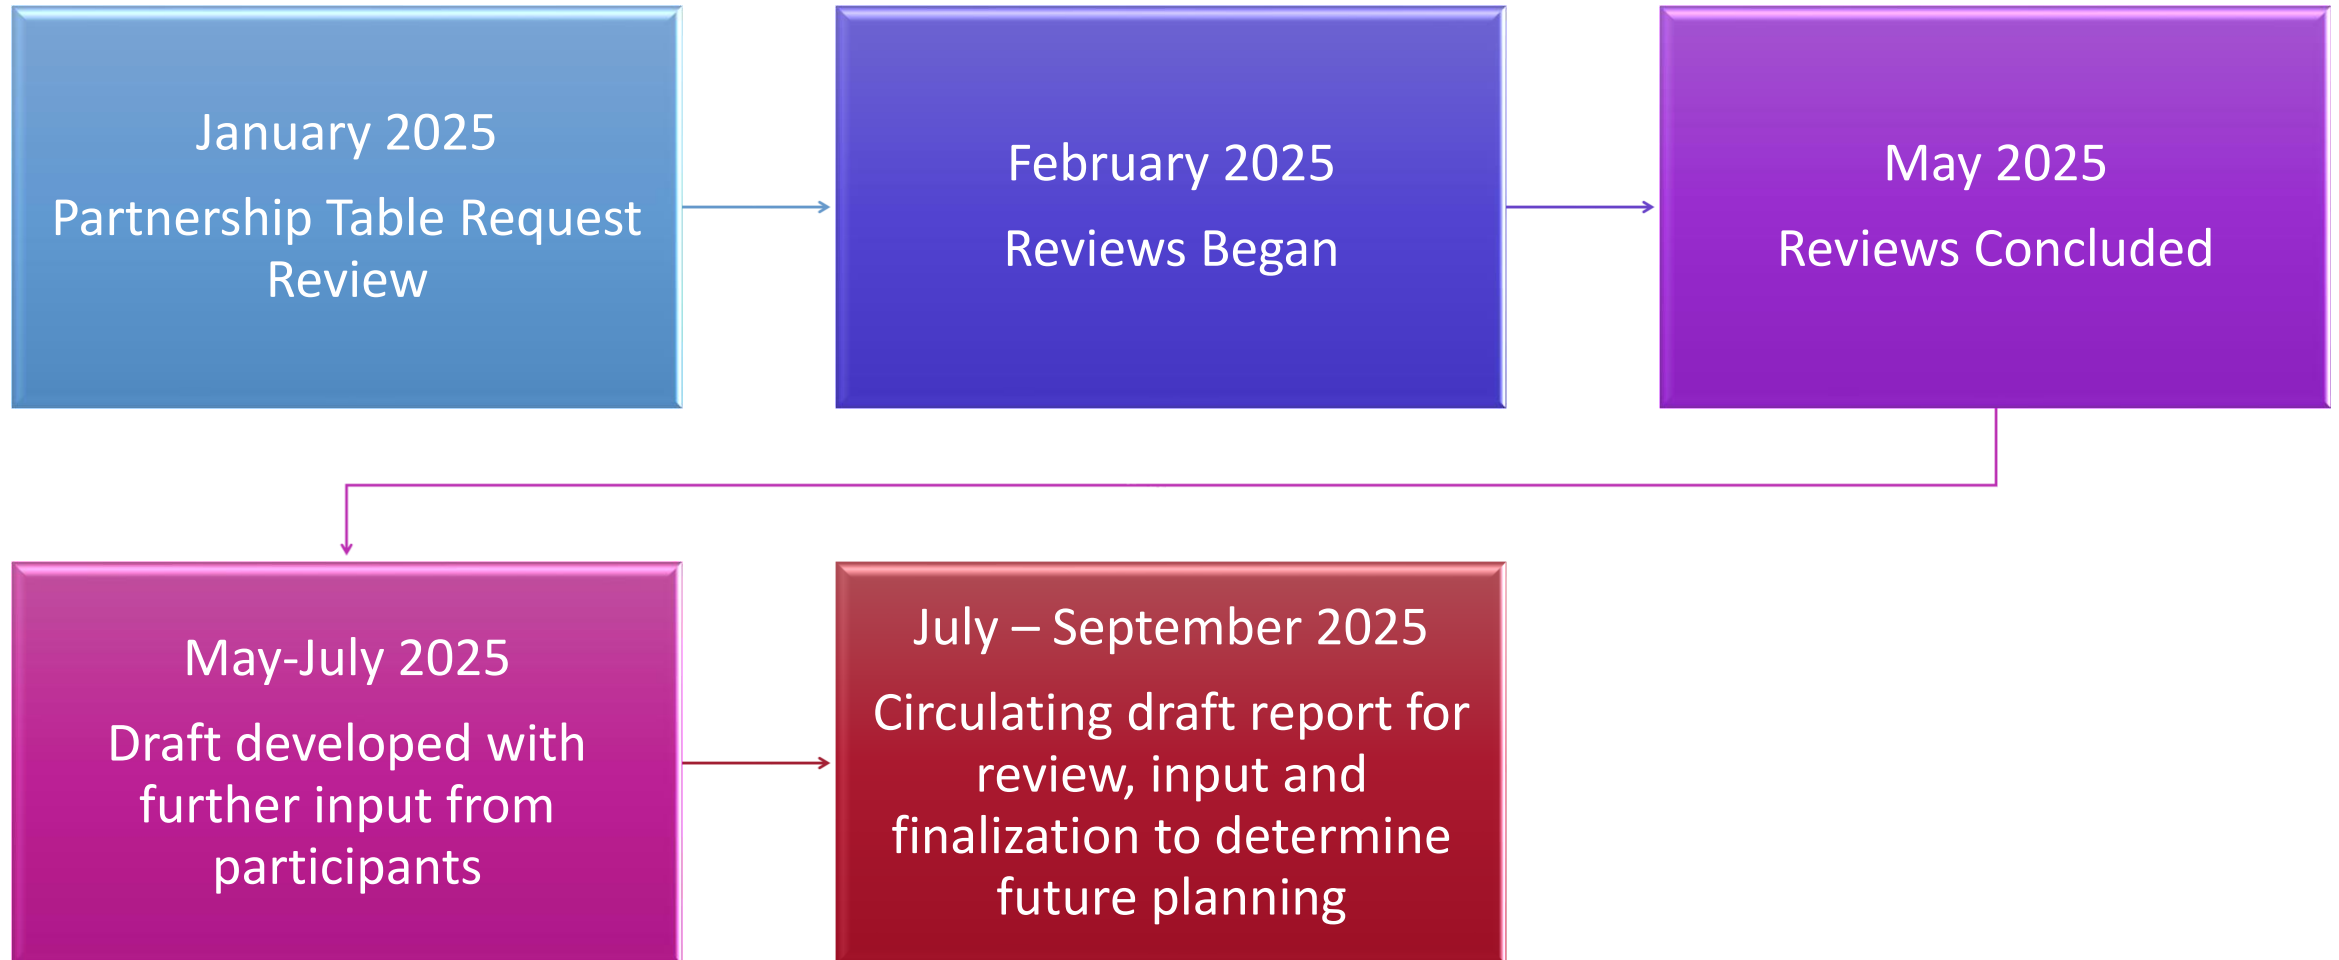 January 2025
Partnership Table Request
Review
February 2025
Reviews Began
May 2025
Reviews Concluded
May-July 2025
Draft developed with
further input from
participants
July – September 2025
Circulating draft report for
review, input and
finalization to determine
future planning